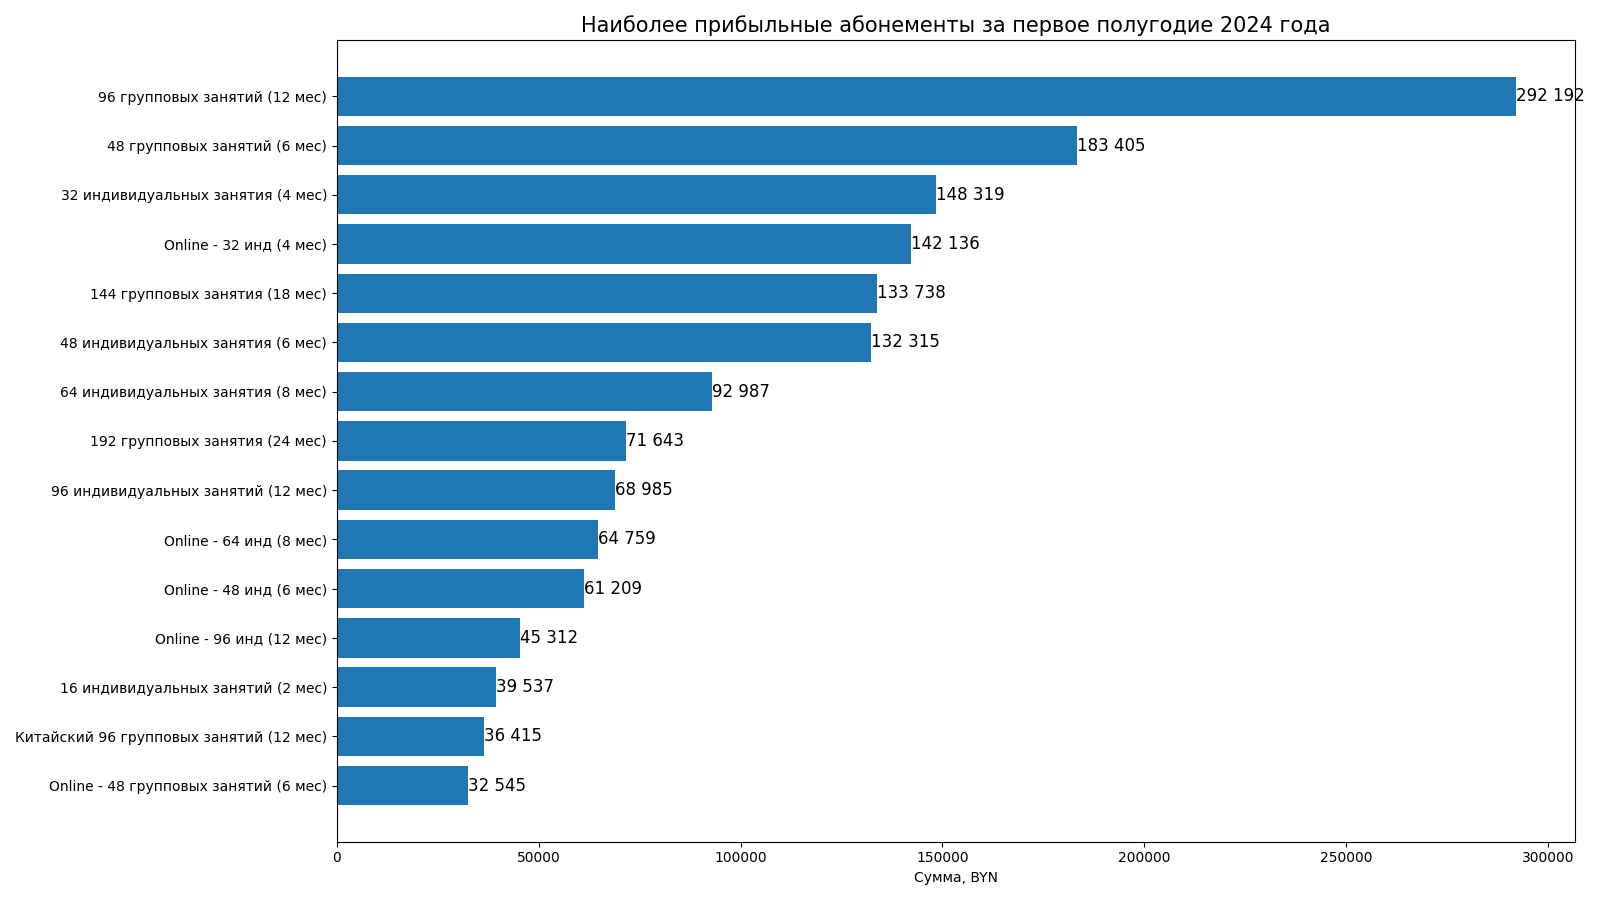 Наиболее прибыльные абонементы за первое полугодие 2024 года
96 групповых занятий (12 мес) 292 192
48 групповых занятий (6 мес) 183 405
32 индивидуальных занятия (4 мес) 148 319
Online - 32 инд (4 мес) 142 136
144 групповых занятия (18 мес) 133 738
48 индивидуальных занятия (6 мес) 132 315
64 индивидуальных занятия (8 мес) 92 987
192 групповых занятия (24 мес) 71 643
96 индивидуальных занятий (12 мес) 68 985
Online - 64 инд (8 мес) 64 759
Online - 48 инд (6 мес) 61 209
Online - 96 инд (12 мес) 45 312
16 индивидуальных занятий (2 мес) 39 537
Китайский 96 групповых занятий (12 мес) 36 415
Online - 48 групповых занятий (6 мес) 32 545
0 50000 100000 150000 200000 250000 300000
Сумма, BYN